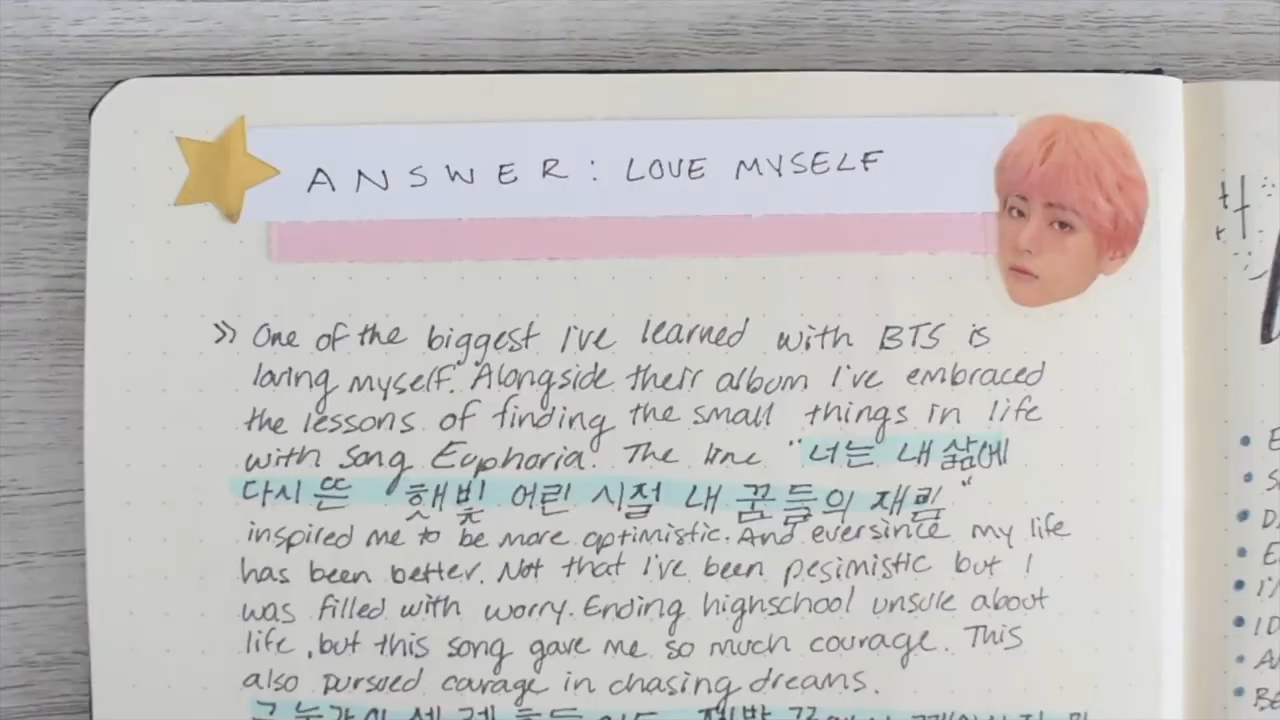 ANSWER: LOVE MYSELF
» One of the biggest I've learned with BTS is
loving myself. Alongside their album I've embraced
the lessons of finding the small things in life
with song Euphoria. The line "너는 내 삶에
다시 뜬 햇빛 어린 시절 내 꿈들의 재림"
inspired me to be more optimistic. And eversince my life
has been better. Not that I've been pesimistic but I
was filled with worry. Ending highschool unsure about
life, but this song gave me so much courage. This
also pursued courage in chasing dreams.